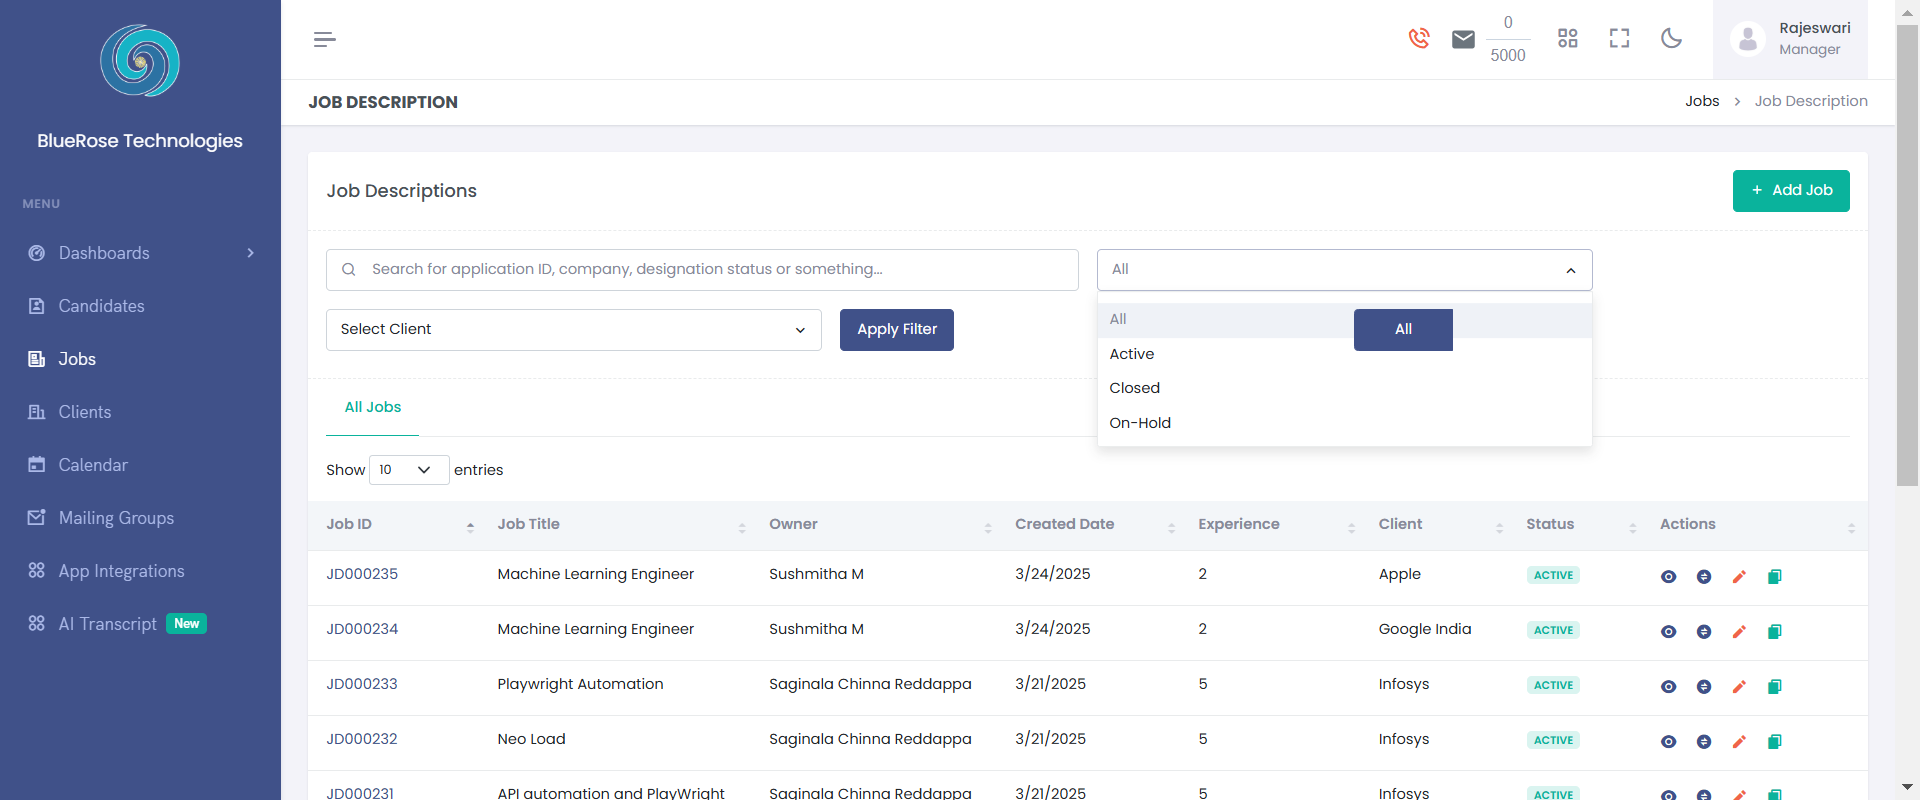 BlueRose Technologies
MENU
Dashboards
Candidates
Jobs
Clients
Calendar
Mailing Groups
App Integrations
AI Transcript New
0
5000
Rajeswari
Manager
JOB DESCRIPTION
Jobs > Job Description
Job Descriptions
+ Add Job
Search for application ID, company, designation status or something...
All
Select Client
Apply Filter
All
All
Active
Closed
On-Hold
All Jobs
Show 10 entries
Job ID Job Title Owner Created Date Experience Client Status Actions
JD000235 Machine Learning Engineer Sushmitha M 3/24/2025 2 Apple ACTIVE
JD000234 Machine Learning Engineer Sushmitha M 3/24/2025 2 Google India ACTIVE
JD000233 Playwright Automation Saginala Chinna Reddappa 3/21/2025 5 Infosys ACTIVE
JD000232 Neo Load Saginala Chinna Reddappa 3/21/2025 5 Infosys ACTIVE
JD000231 API automation and PlayWright Saginala Chinna Reddappa 3/21/2025 5 Infosys ACTIVE